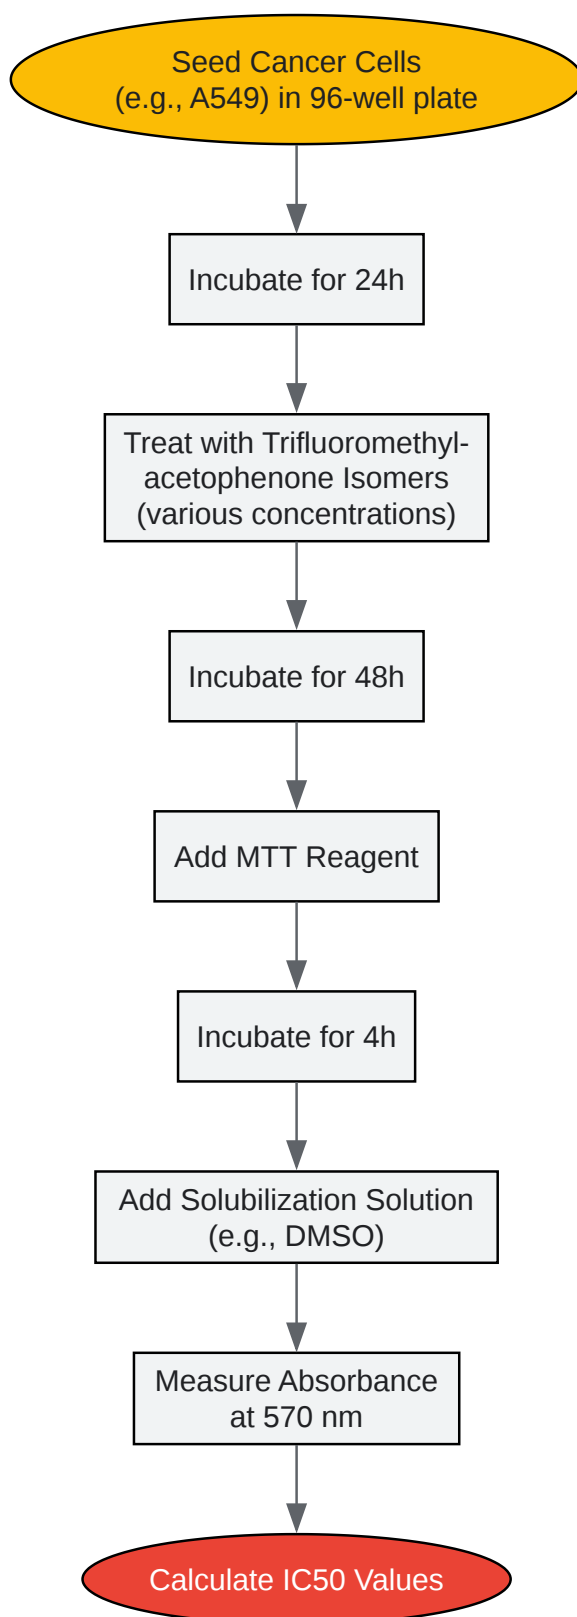 Seed Cancer Cells
(e.g., A549) in 96-well plate
Incubate for 24h
Treat with Trifluoromethyl-
acetophenone Isomers
(various concentrations)
Incubate for 48h
Add MTT Reagent
Incubate for 4h
Add Solubilization Solution
(e.g., DMSO)
Measure Absorbance
at 570 nm
Calculate IC50 Values